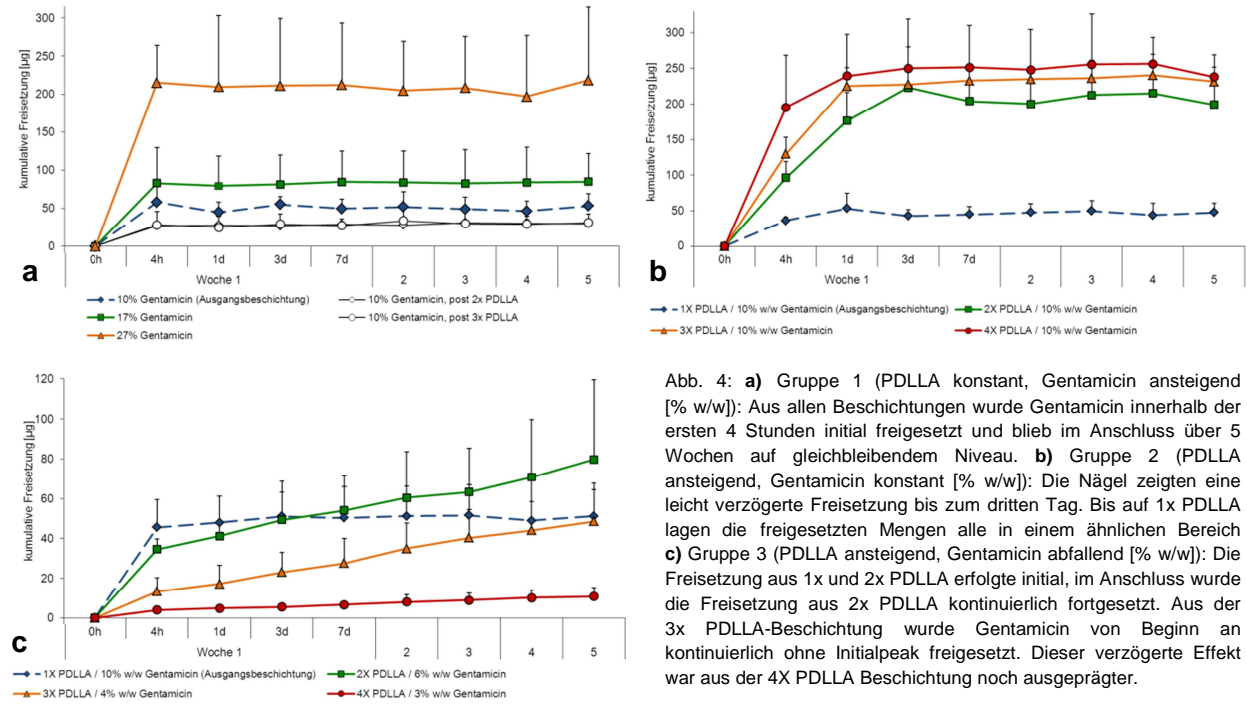 300
250
200
150
100
50
0
kumulative Freisetzung [µg]
0h 4h 1d 3d 7d 2 3 4 5
Woche 1
a
10% Gentamicin (Ausgangsbeschichtung)
10% Gentamicin, post 2x PDLLA
17% Gentamicin
10% Gentamicin, post 3x PDLLA
27% Gentamicin
300
250
200
150
100
50
0
kumulative Freisetzung [µg]
0h 4h 1d 3d 7d 2 3 4 5
Woche 1
b
1X PDLLA / 10% w/w Gentamicin (Ausgangsbeschichtung)
2X PDLLA / 10% w/w Gentamicin
3X PDLLA / 10% w/w Gentamicin
4X PDLLA / 10% w/w Gentamicin
120
100
80
60
40
20
0
kumulative Freisetzung [µg]
0h 4h 1d 3d 7d 2 3 4 5
Woche 1
c
1X PDLLA / 10% w/w Gentamicin (Ausgangsbeschichtung)
2X PDLLA / 6% w/w Gentamicin
3X PDLLA / 4% w/w Gentamicin
4X PDLLA / 3% w/w Gentamicin
Abb. 4: a) Gruppe 1 (PDLLA konstant, Gentamicin ansteigend
[% w/w]): Aus allen Beschichtungen wurde Gentamicin innerhalb der
ersten 4 Stunden initial freigesetzt und blieb im Anschluss über 5
Wochen auf gleichbleibendem Niveau. b) Gruppe 2 (PDLLA
ansteigend, Gentamicin konstant [% w/w]): Die Nägel zeigten eine
leicht verzögerte Freisetzung bis zum dritten Tag. Bis auf 1x PDLLA
lagen die freigesetzten Mengen alle in einem ähnlichen Bereich
c) Gruppe 3 (PDLLA ansteigend, Gentamicin abfallend [% w/w]): Die
Freisetzung aus 1x und 2x PDLLA erfolgte initial, im Anschluss wurde
die Freisetzung aus 2x PDLLA kontinuierlich fortgesetzt. Aus der
3x PDLLA-Beschichtung wurde Gentamicin von Beginn an
kontinuierlich ohne Initialpeak freigesetzt. Dieser verzögerte Effekt
war aus der 4X PDLLA Beschichtung noch ausgeprägter.